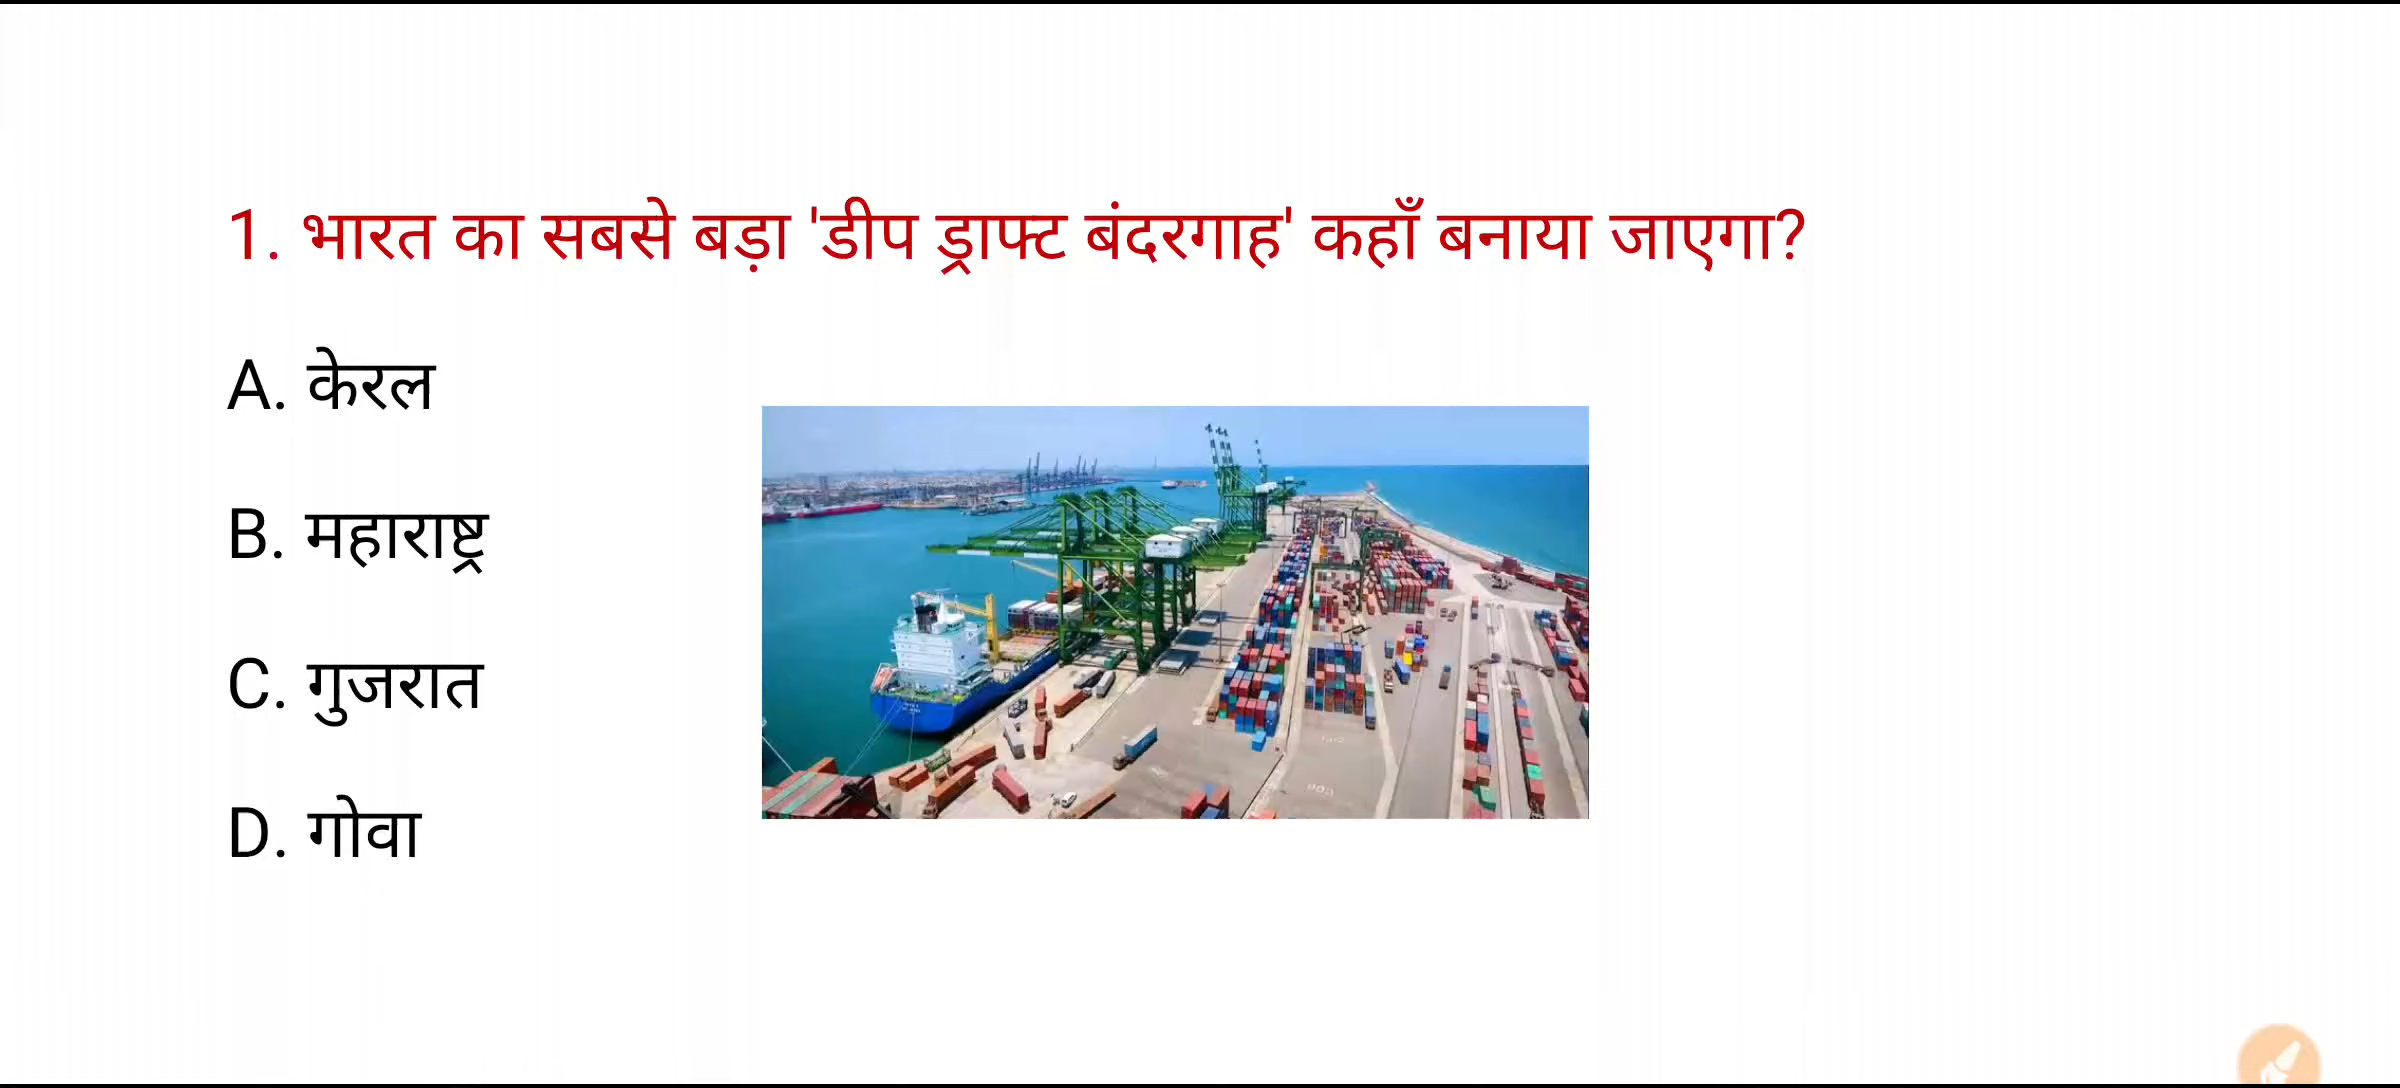 1. भारत का सबसे बड़ा 'डीप ड्राफ्ट बंदरगाह' कहाँ बनाया जाएगा?
A. केरल
B. महाराष्ट्र
C. गुजरात
D. गोवा